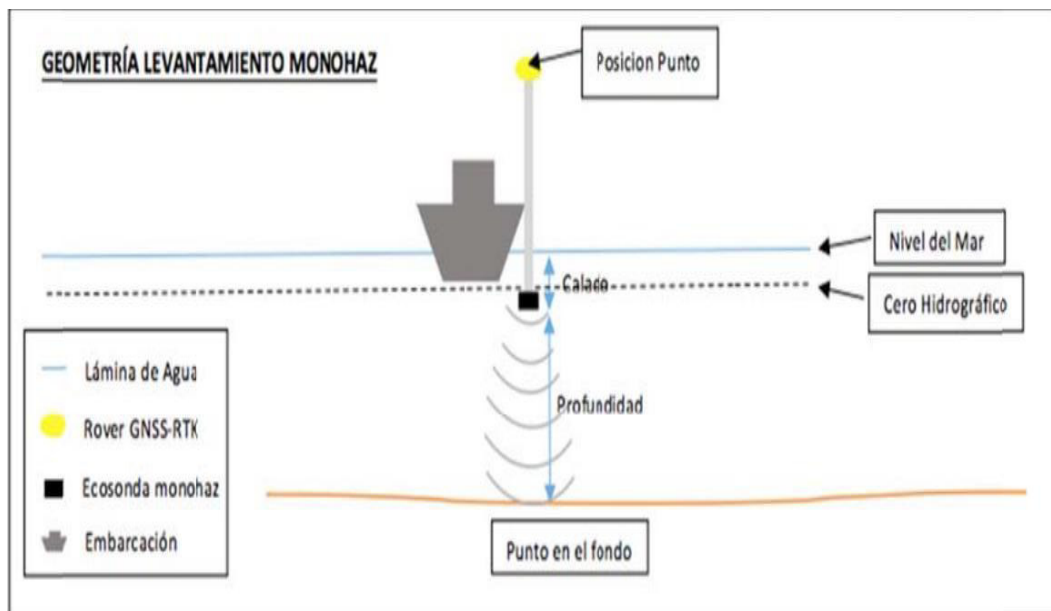 GEOMETRÍA LEVANTAMIENTO MONOHAZ
Posicion Punto
Nivel del Mar
Calado
Cero Hidrográfico
Lámina de Agua
Profundidad
Rover GNSS-RTK
Ecosonda monohaz
Embarcación
Punto en el fondo